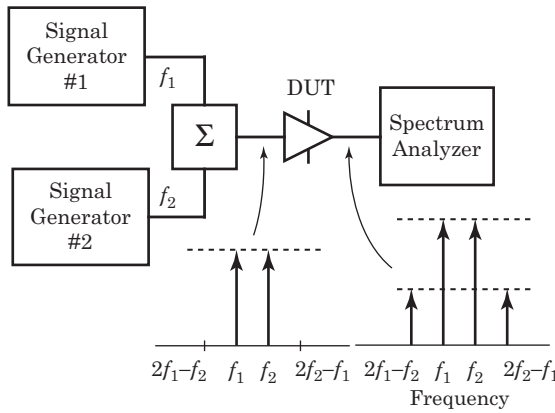 Signal
Generator
#1
f₁
DUT
Σ
Spectrum
Analyzer
Signal
Generator
#2
f₂
2f₁–f₂ f₁ f₂ 2f₂–f₁
2f₁–f₂ f₁ f₂ 2f₂–f₁
Frequency